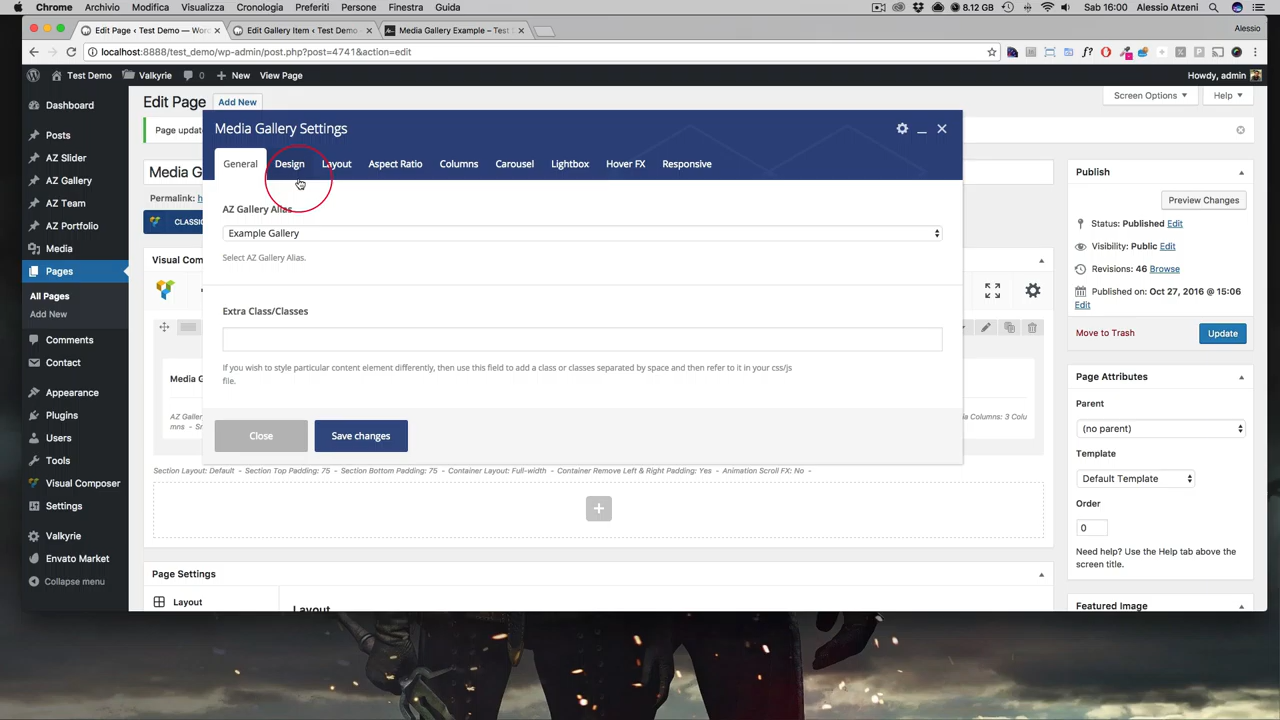 Chrome Archivio Modifica Visualizza Cronologia Preferiti Persone Finestra Guida 8.12 GB Sab 16:00 Alessio Atzeni
Edit Page ‹ Test Demo — Wor Edit Gallery Item ‹ Test Demo Media Gallery Example – Test Alessio
localhost:8888/test_demo/wp-admin/post.php?post=4741&action=edit
Test Demo Valkyrie 0 New View Page Howdy, admin
Edit Page Add New Screen Options Help
Page upda
Media G
Permalink: h
CLASSIC
Visual Comp
Media G
AZ Galler
mns - Sr
ia Columns: 3 Colu
Section Layout: Default - Section Top Padding: 75 - Section Bottom Padding: 75 - Container Layout: Full-width - Container Remove Left & Right Padding: Yes - Animation Scroll FX: No -
Page Settings
Layout
Layout
Dashboard
Posts
AZ Slider
AZ Gallery
AZ Team
AZ Portfolio
Media
Pages
All Pages
Add New
Comments
Contact
Appearance
Plugins
Users
Tools
Visual Composer
Settings
Valkyrie
Envato Market
Collapse menu
Media Gallery Settings
General Design Layout Aspect Ratio Columns Carousel Lightbox Hover FX Responsive
AZ Gallery Alias
Example Gallery
Select AZ Gallery Alias.
Extra Class/Classes
If you wish to style particular content element differently, then use this field to add a class or classes separated by space and then refer to it in your css/js
file.
Close Save changes
Publish
Preview Changes
Status: Published Edit
Visibility: Public Edit
Revisions: 46 Browse
Published on: Oct 27, 2016 @ 15:06
Edit
Move to Trash Update
Page Attributes
Parent
(no parent)
Template
Default Template
Order
0
Need help? Use the Help tab above the
screen title.
Featured Image